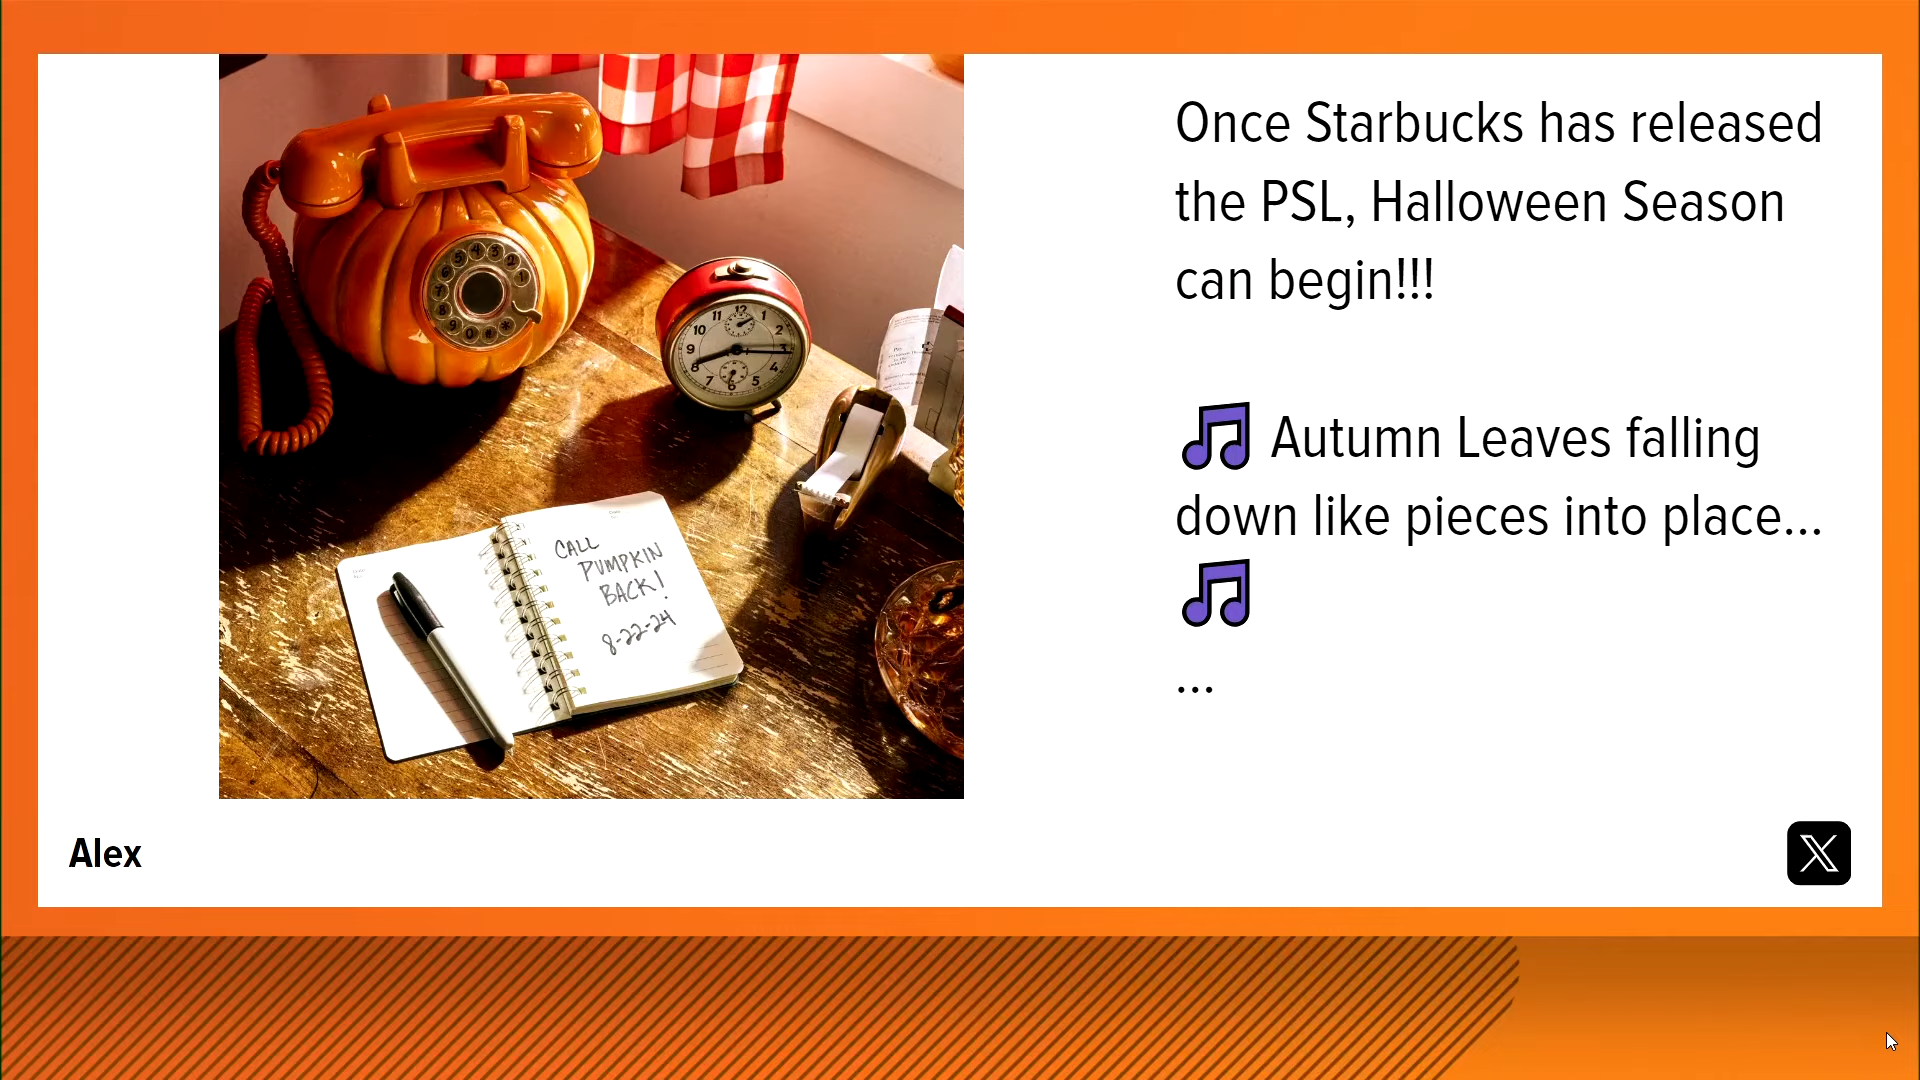 Once Starbucks has released
the PSL, Halloween Season
can begin!!!
🎵 Autumn Leaves falling
down like pieces into place...
🎵
...
CALL
PUMPKIN
BACK!
8-22-24
Alex